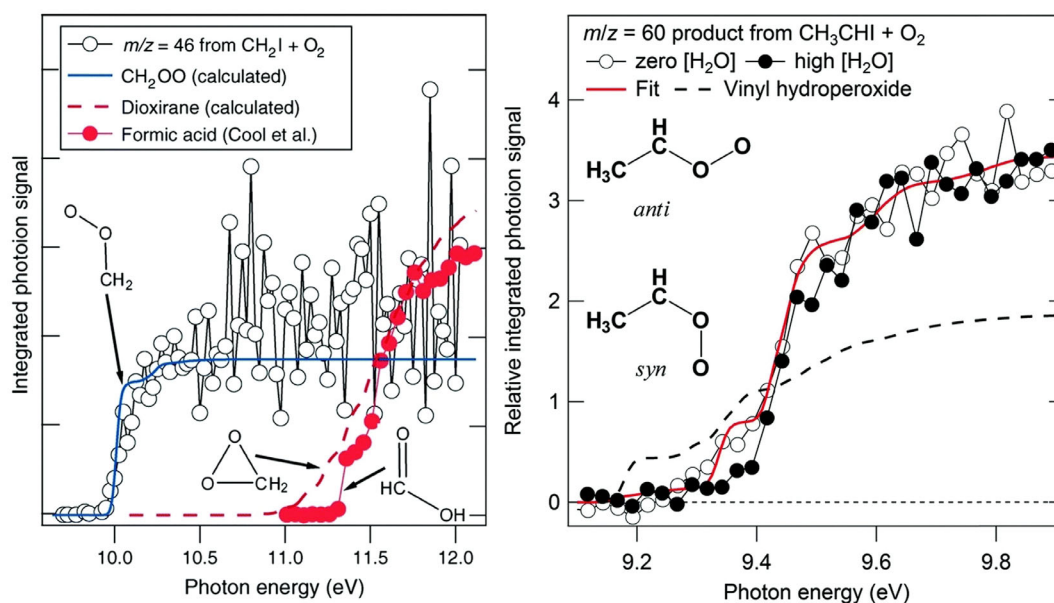 m/z = 46 from CH₂I + O₂
CH₂OO (calculated)
Dioxirane (calculated)
Formic acid (Cool et al.)
Integrated photoion signal
O
O
CH₂
O
O
CH₂
O
HC
OH
10.0
10.5
11.0
11.5
12.0
Photon energy (eV)
m/z = 60 product from CH₃CHI + O₂
zero [H₂O]
high [H₂O]
Fit
Vinyl hydroperoxide
Relative integrated photoion signal
4
3
2
1
0
H
C
H₃C
O
O
anti
H
C
H₃C
O
O
syn
9.2
9.4
9.6
9.8
Photon energy (eV)